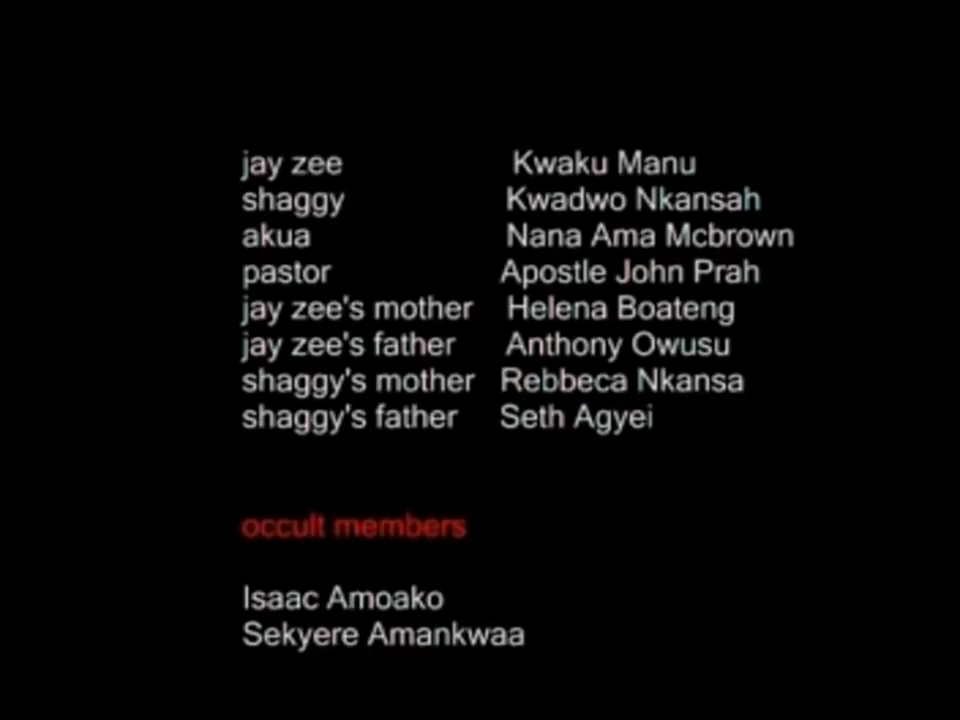 jay zee Kwaku Manu
shaggy Kwadwo Nkansah
akua Nana Ama Mcbrown
pastor Apostle John Prah
jay zee's mother Helena Boateng
jay zee's father Anthony Owusu
shaggy's mother Rebbeca Nkansa
shaggy's father Seth Agyei
occult members
Isaac Amoako
Sekyere Amankwaa